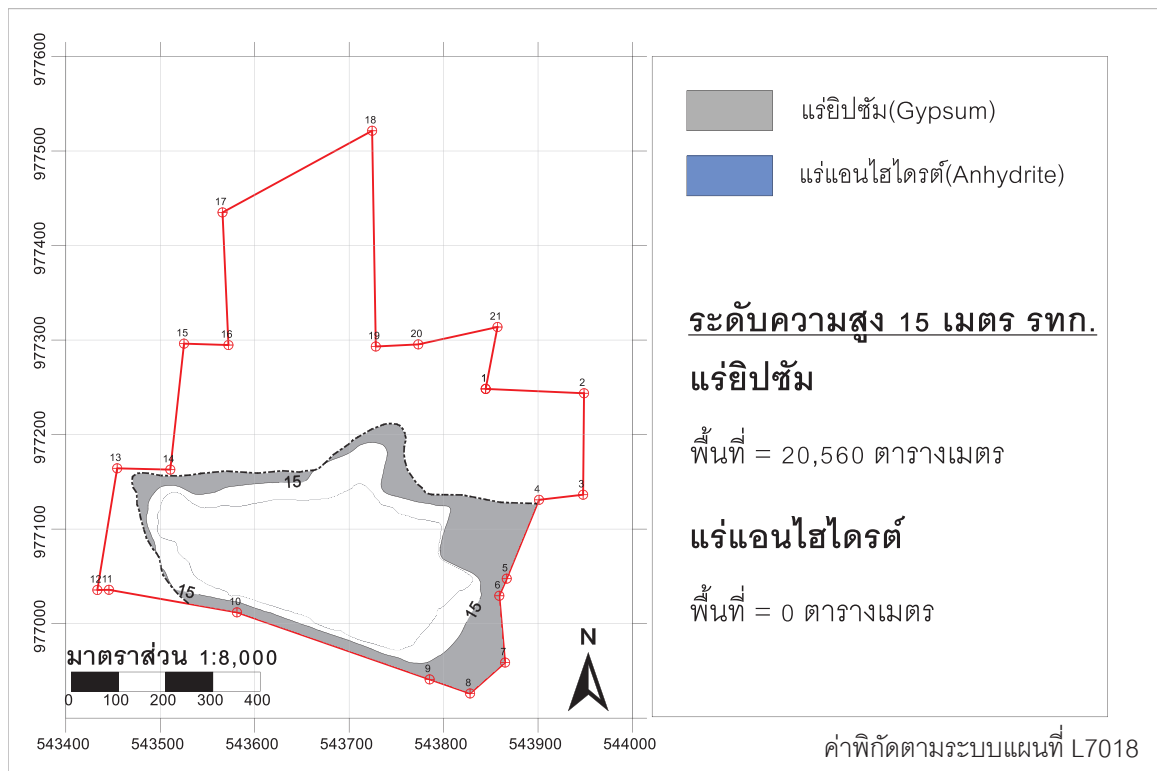 977600
977500
977400
977300
977200
977100
977000
18
17
21
15
16
19
20
1
2
13
14
15
4
3
5
6
12
11
15
10
15
7
9
8
N
มาตราส่วน 1:8,000
0 100 200 300 400
543400 543500 543600 543700 543800 543900 544000
แร่ยิปซัม(Gypsum)
แร่แอนไฮไดรต์(Anhydrite)
ระดับความสูง 15 เมตร รทก.
แร่ยิปซัม
พื้นที่ = 20,560 ตารางเมตร
แร่แอนไฮไดรต์
พื้นที่ = 0 ตารางเมตร
ค่าพิกัดตามระบบแผนที่ L7018